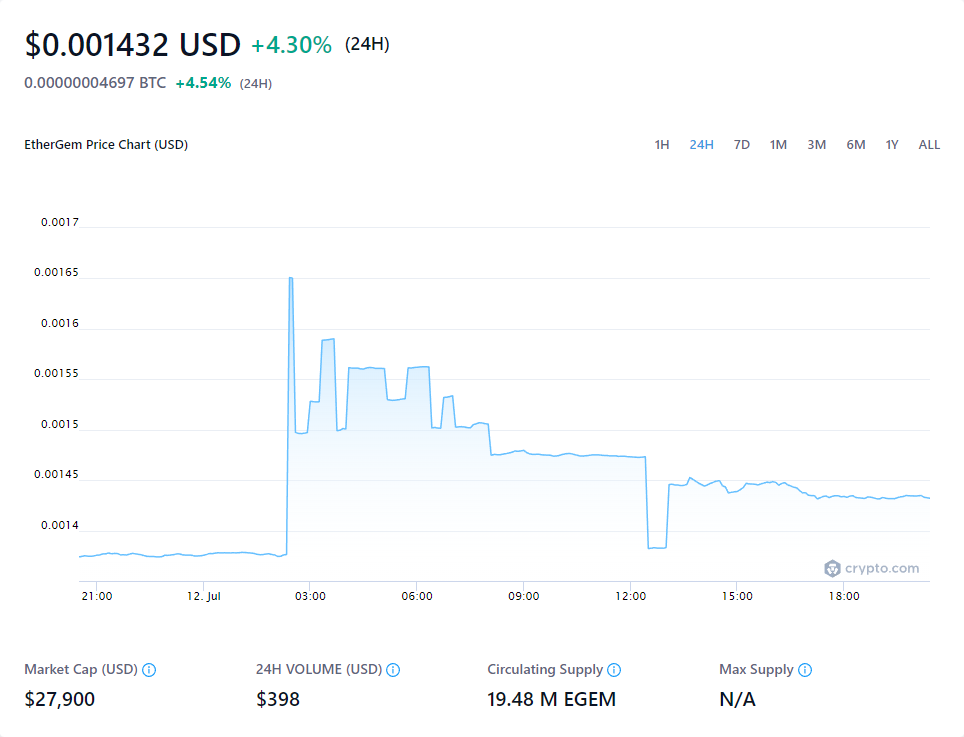 $0.001432 USD +4.30% (24H)
0.00000004697 BTC +4.54% (24H)
EtherGem Price Chart (USD) 1H 24H 7D 1M 3M 6M 1Y ALL
0.0017
0.00165
0.0016
0.00155
0.0015
0.00145
0.0014
crypto.com
21:00 12. Jul 03:00 06:00 09:00 12:00 15:00 18:00
Market Cap (USD) 24H VOLUME (USD) Circulating Supply Max Supply
$27,900 $398 19.48 M EGEM N/A